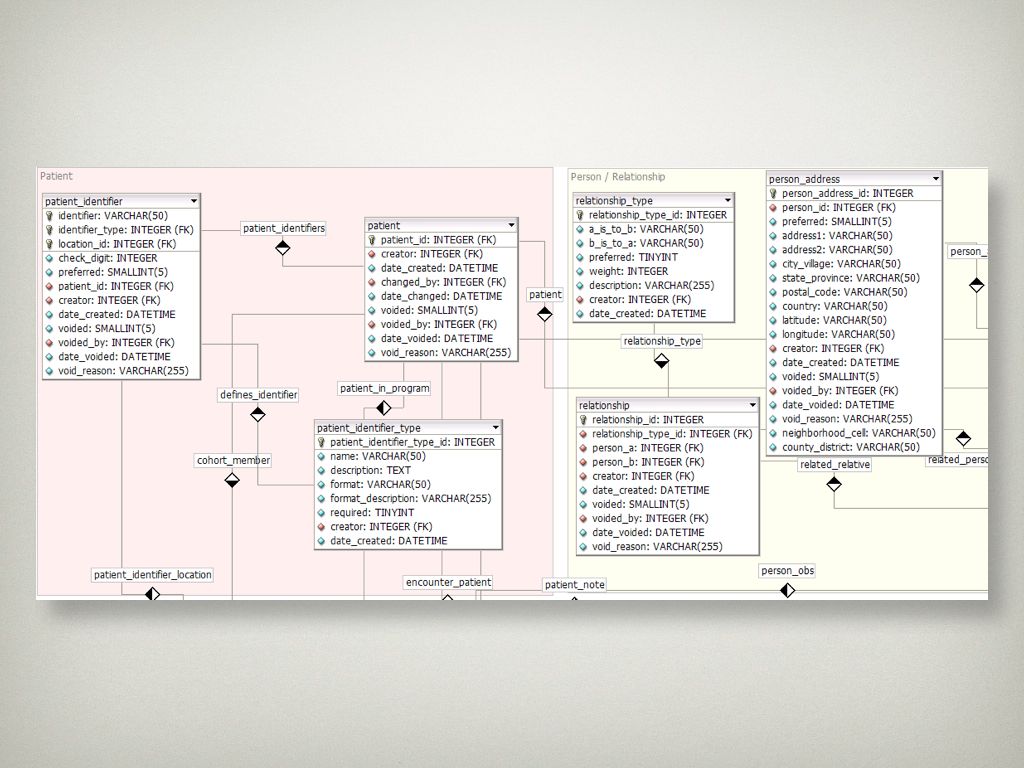 Patient
patient_identifier
identifier: VARCHAR(50)
identifier_type: INTEGER (FK)
location_id: INTEGER (FK)
check_digit: INTEGER
preferred: SMALLINT(5)
patient_id: INTEGER (FK)
creator: INTEGER (FK)
date_created: DATETIME
voided: SMALLINT(5)
voided_by: INTEGER (FK)
date_voided: DATETIME
void_reason: VARCHAR(255)
patient_identifiers
patient
patient_id: INTEGER (FK)
creator: INTEGER (FK)
date_created: DATETIME
changed_by: INTEGER (FK)
date_changed: DATETIME
voided: SMALLINT(5)
voided_by: INTEGER (FK)
date_voided: DATETIME
void_reason: VARCHAR(255)
patient
defines_identifier
patient_in_program
cohort_member
patient_identifier_type
patient_identifier_type_id: INTEGER
name: VARCHAR(50)
description: TEXT
format: VARCHAR(50)
format_description: VARCHAR(255)
required: TINYINT
creator: INTEGER (FK)
date_created: DATETIME
patient_identifier_location
encounter_patient
patient_note
Person / Relationship
relationship_type
relationship_type_id: INTEGER
a_is_to_b: VARCHAR(50)
b_is_to_a: VARCHAR(50)
preferred: TINYINT
weight: INTEGER
description: VARCHAR(255)
creator: INTEGER (FK)
date_created: DATETIME
relationship_type
relationship
relationship_id: INTEGER
relationship_type_id: INTEGER (FK)
person_a: INTEGER (FK)
person_b: INTEGER (FK)
creator: INTEGER (FK)
date_created: DATETIME
voided: SMALLINT(5)
voided_by: INTEGER (FK)
date_voided: DATETIME
void_reason: VARCHAR(255)
person_address
person_address_id: INTEGER
person_id: INTEGER (FK)
preferred: SMALLINT(5)
address1: VARCHAR(50)
address2: VARCHAR(50)
city_village: VARCHAR(50)
state_province: VARCHAR(50)
postal_code: VARCHAR(50)
country: VARCHAR(50)
latitude: VARCHAR(50)
longitude: VARCHAR(50)
creator: INTEGER (FK)
date_created: DATETIME
voided: SMALLINT(5)
voided_by: INTEGER (FK)
date_voided: DATETIME
void_reason: VARCHAR(255)
neighborhood_cell: VARCHAR(50)
county_district: VARCHAR(50)
person_
related_relative
related_perso
person_obs